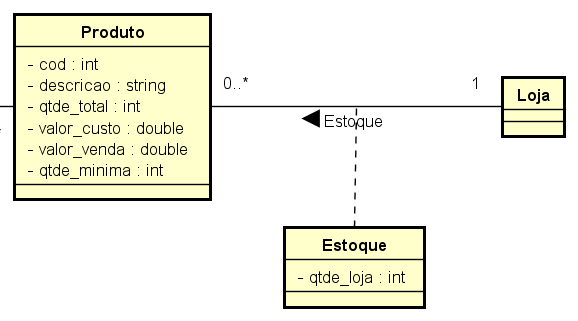 Produto
- cod : int
- descricao : string
- qtde_total : int
- valor_custo : double
- valor_venda : double
- qtde_minima : int
0..*
1
Estoque
Loja
Estoque
- qtde_loja : int